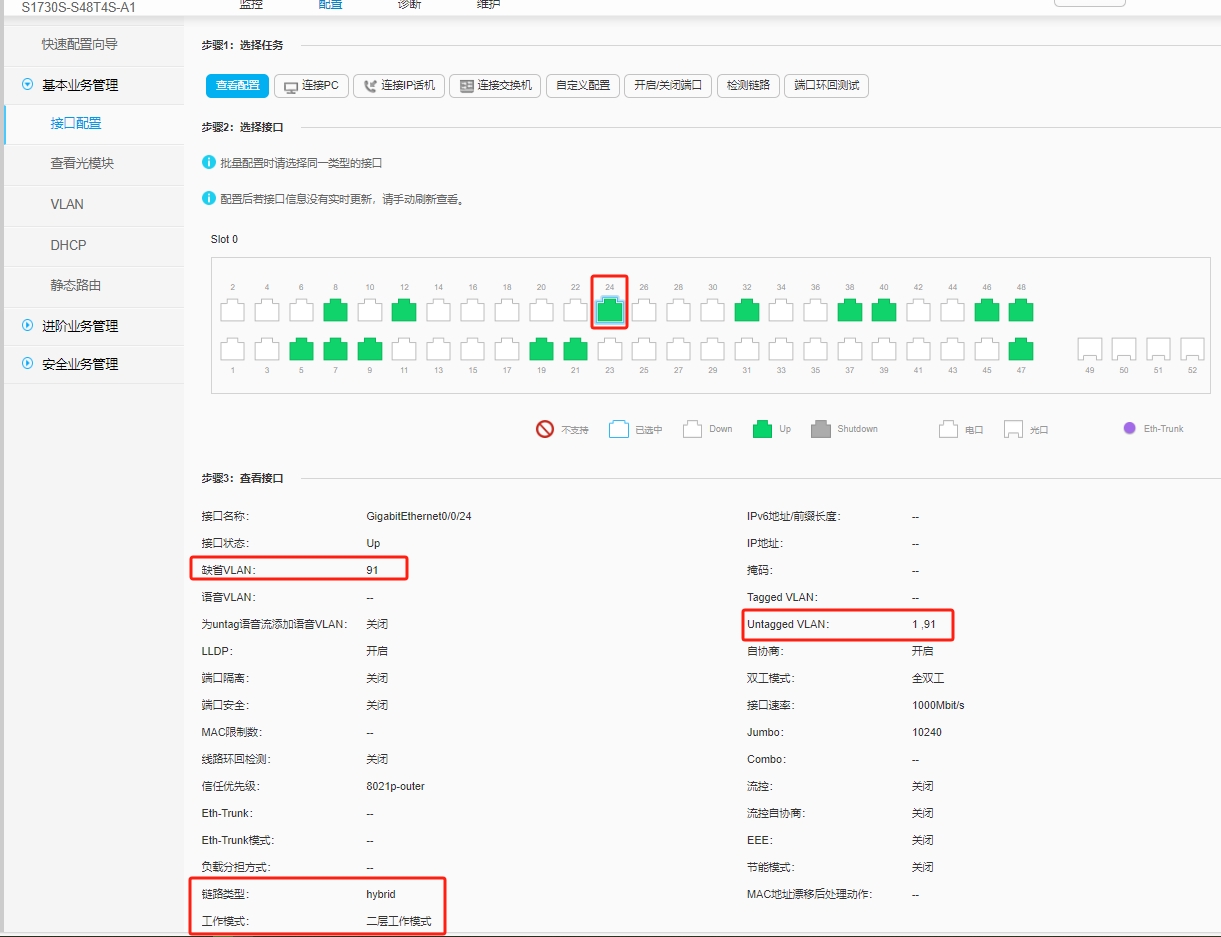 S1730S-S48T4S-A1
监控 配置 诊断 维护
快速配置向导
基本业务管理
接口配置
查看光模块
VLAN
DHCP
静态路由
进阶业务管理
安全业务管理
步骤1：选择任务
查看配置 连接PC 连接IP话机 连接交换机 自定义配置 开启/关闭端口 检测链路 端口环回测试
步骤2：选择接口
批量配置时请选择同一类型的接口
配置后若接口信息没有实时更新，请手动刷新查看。
Slot 0
2 4 6 8 10 12 14 16 18 20 22 24 26 28 30 32 34 36 38 40 42 44 46 48
1 3 5 7 9 11 13 15 17 19 21 23 25 27 29 31 33 35 37 39 41 43 45 47 49 50 51 52
不支持 已选中 Down Up Shutdown 电口 光口 Eth-Trunk
步骤3：查看接口
接口名称： GigabitEthernet0/0/24 IPv6地址/前缀长度： --
接口状态： Up IP地址： --
缺省VLAN： 91 掩码： --
语音VLAN： -- Tagged VLAN： --
为untag语音流添加语音VLAN： 关闭 Untagged VLAN： 1 ,91
LLDP： 开启 自协商： 开启
端口隔离： 关闭 双工模式： 全双工
端口安全： 关闭 接口速率： 1000Mbit/s
MAC限制数： -- Jumbo： 10240
线路环回检测： 关闭 Combo： --
信任优先级： 8021p-outer 流控： 关闭
Eth-Trunk： -- 流控自协商： 关闭
Eth-Trunk模式： -- EEE： 关闭
负载分担方式： -- 节能模式： 关闭
链路类型： hybrid MAC地址漂移后处理动作： --
工作模式： 二层工作模式